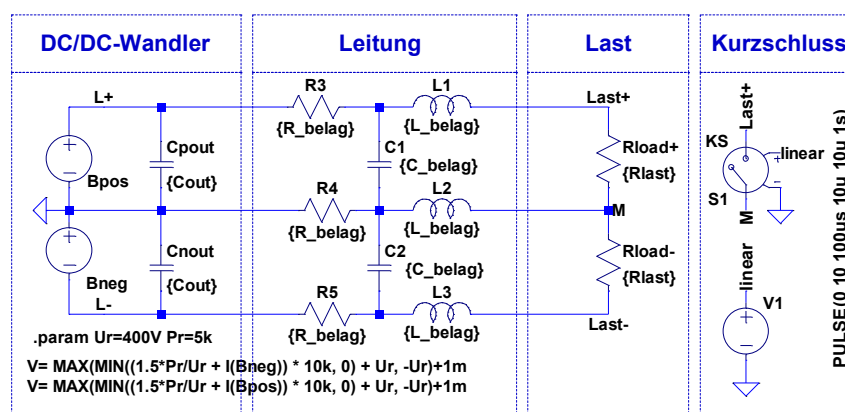 DC/DC-Wandler
Leitung
Last
Kurzschluss
L+
Cpout
{Cout}
Bpos
Cnout
{Cout}
Bneg
L-
R3
{R_belag}
L1
{L_belag}
C1
{C_belag}
R4
{R_belag}
L2
{L_belag}
C2
{C_belag}
R5
{R_belag}
L3
{L_belag}
Last+
Rload+
{Rlast}
M
Rload-
{Rlast}
Last-
Last+
KS
linear
S1
M
linear
V1
PULSE(0 10 100us 10u 10u 1s)
.param Ur=400V Pr=5k
V= MAX(MIN((1.5*Pr/Ur + I(Bneg)) * 10k, 0) + Ur, -Ur)+1m
V= MAX(MIN((1.5*Pr/Ur + I(Bpos)) * 10k, 0) + Ur, -Ur)+1m